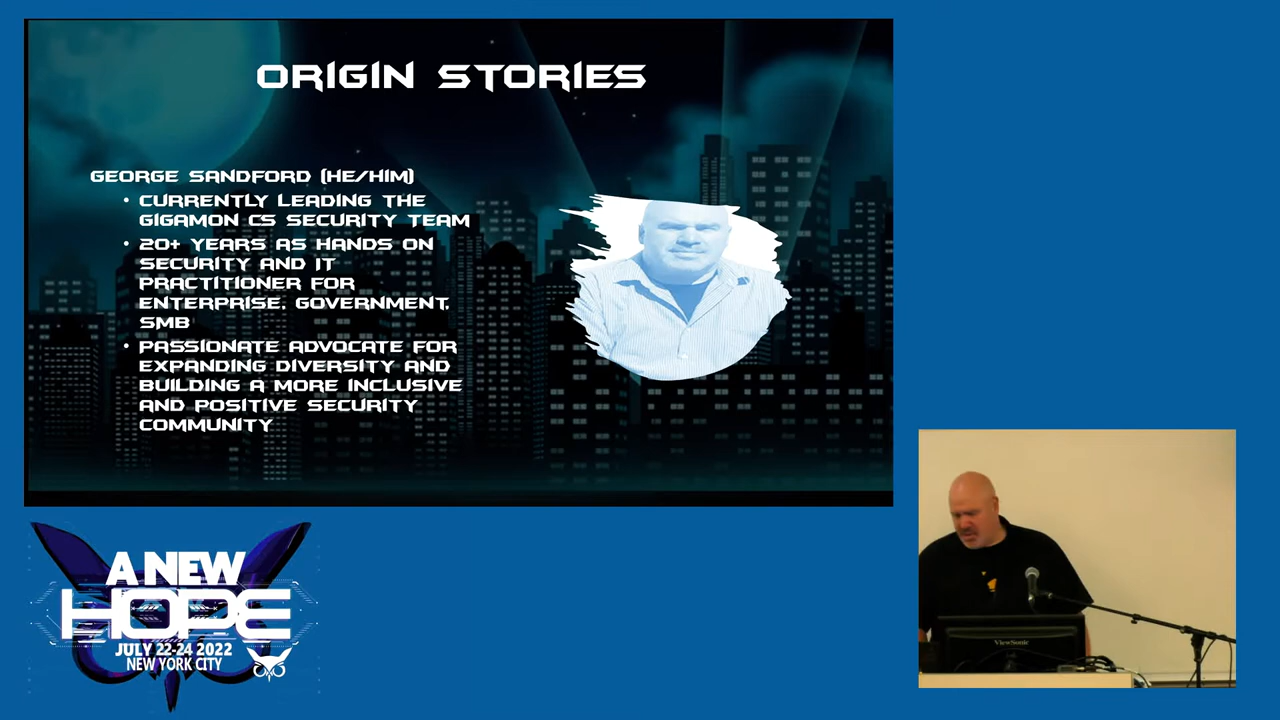 ORIGIN STORIES
GEORGE SANDFORD (HE/HIM)
• CURRENTLY LEADING THE
GIGAMON CS SECURITY TEAM
• 20+ YEARS AS HANDS ON
SECURITY AND IT
PRACTITIONER FOR
ENTERPRISE, GOVERNMENT,
SMB
• PASSIONATE ADVOCATE FOR
EXPANDING DIVERSITY AND
BUILDING A MORE INCLUSIVE
AND POSITIVE SECURITY
COMMUNITY
A NEW
HOPE
JULY 22-24 2022
NEW YORK CITY
ViewSonic